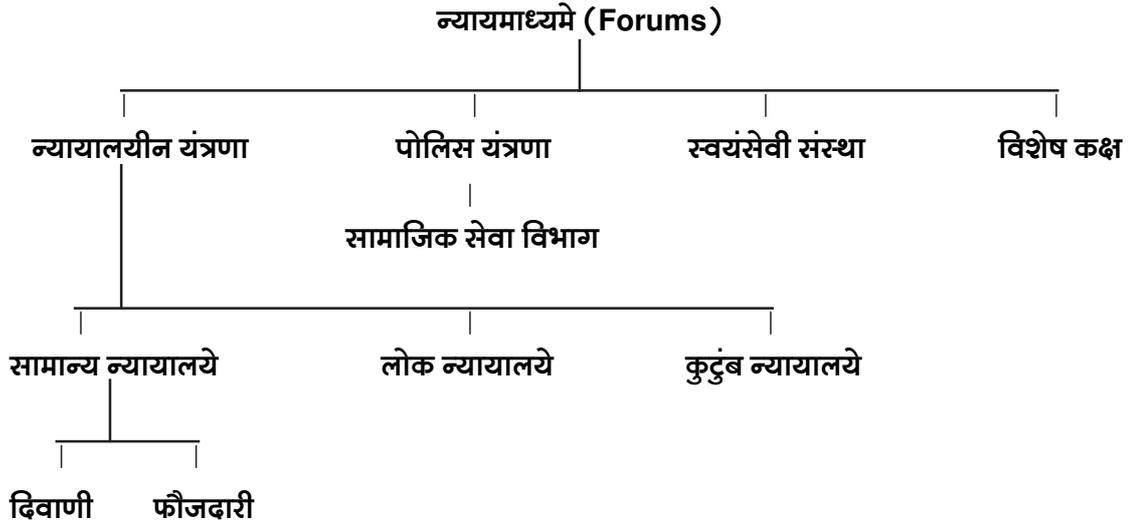 न्यायमाध्यमे (Forums)
न्यायालयीन यंत्रणा पोलिस यंत्रणा स्वयंसेवी संस्था विशेष कक्ष
सामाजिक सेवा विभाग
सामान्य न्यायालये लोक न्यायालये कुटुंब न्यायालये
दिवाणी फौजदारी